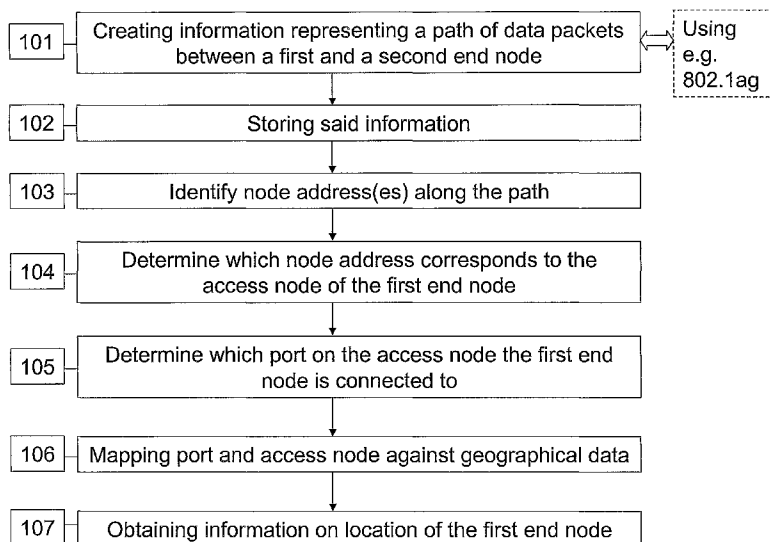 101
Creating information representing a path of data packets
between a first and a second end node
Using
e.g.
802.1ag
102
Storing said information
103
Identify node address(es) along the path
104
Determine which node address corresponds to the
access node of the first end node
105
Determine which port on the access node the first end
node is connected to
106
Mapping port and access node against geographical data
107
Obtaining information on location of the first end node